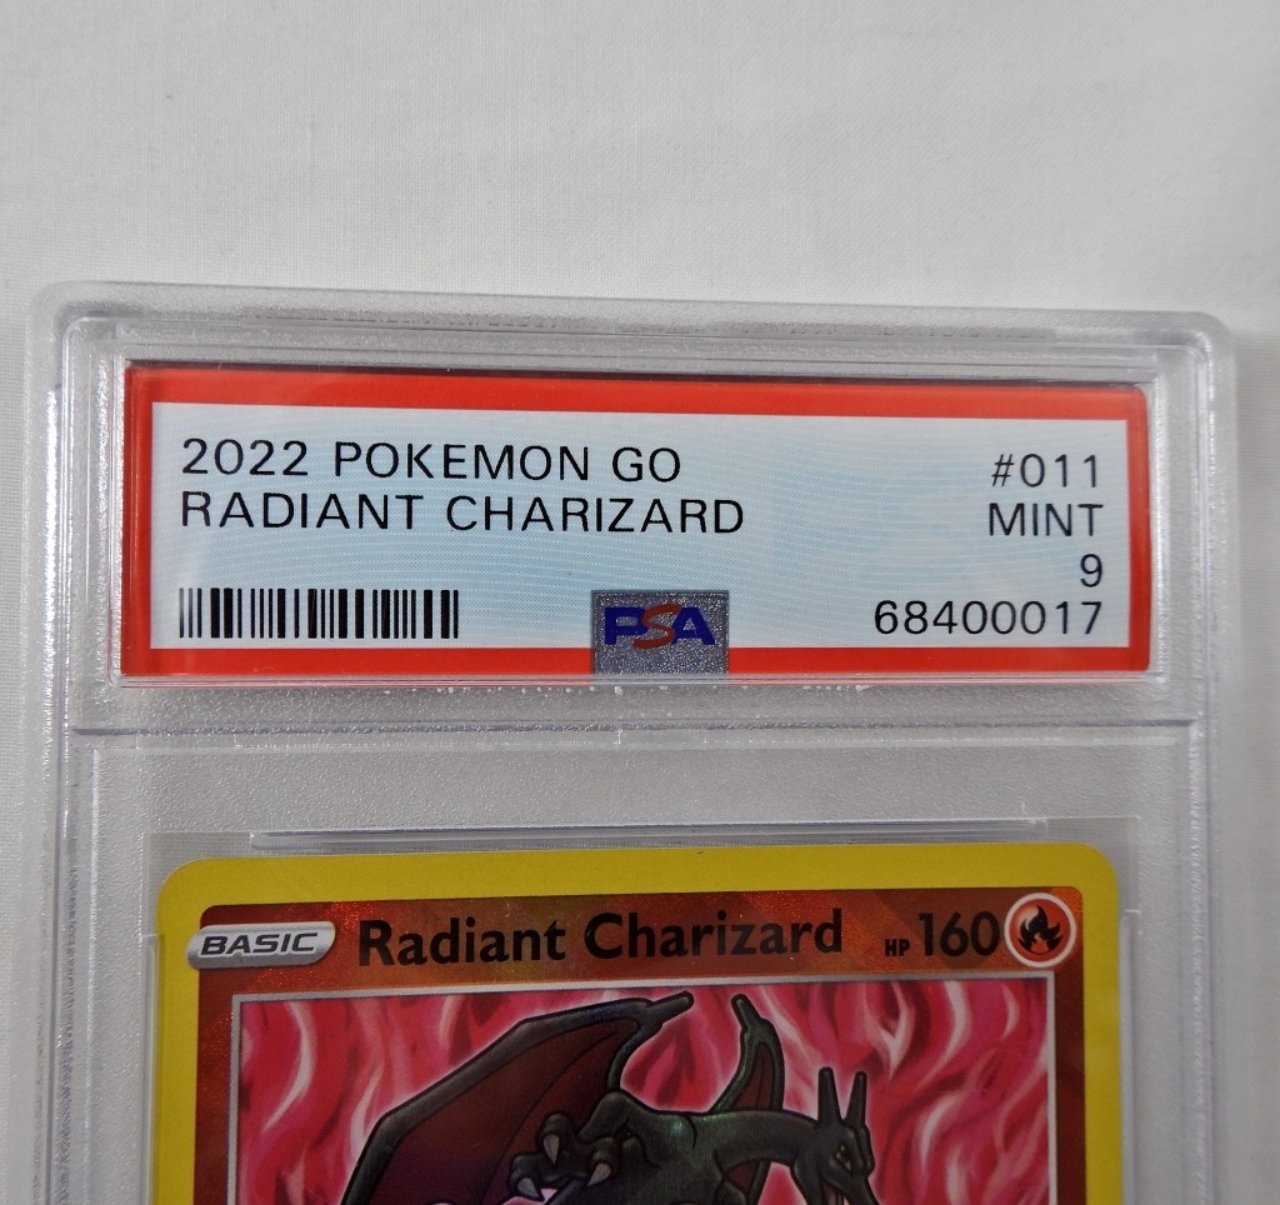 2022 POKEMON GO #011
RADIANT CHARIZARD MINT
9
PSA 68400017
BASIC Radiant Charizard HP 160